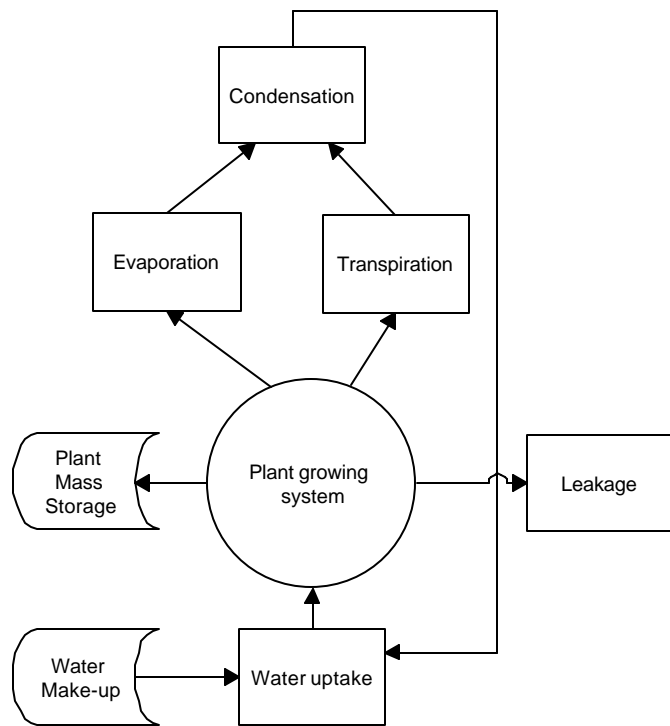 Condensation
Evaporation
Transpiration
Plant
Mass
Storage
Plant growing
system
Leakage
Water
Make-up
Water uptake